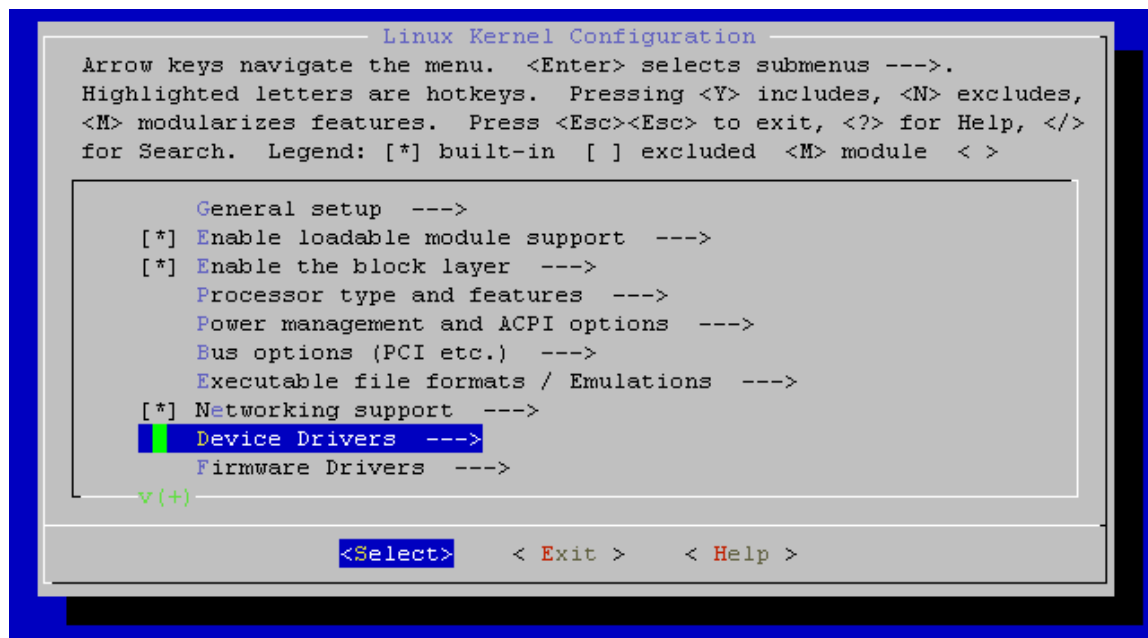 Linux Kernel Configuration
Arrow keys navigate the menu.  <Enter> selects submenus --->.
Highlighted letters are hotkeys.  Pressing <Y> includes, <N> excludes,
<M> modularizes features.  Press <Esc><Esc> to exit, <?> for Help, </>
for Search.  Legend: [*] built-in  [ ] excluded  <M> module  < >
General setup  --->
[*] Enable loadable module support  --->
[*] Enable the block layer  --->
Processor type and features  --->
Power management and ACPI options  --->
Bus options (PCI etc.)  --->
Executable file formats / Emulations  --->
[*] Networking support  --->
Device Drivers  --->
Firmware Drivers  --->
v(+)
<Select>    < Exit >    < Help >